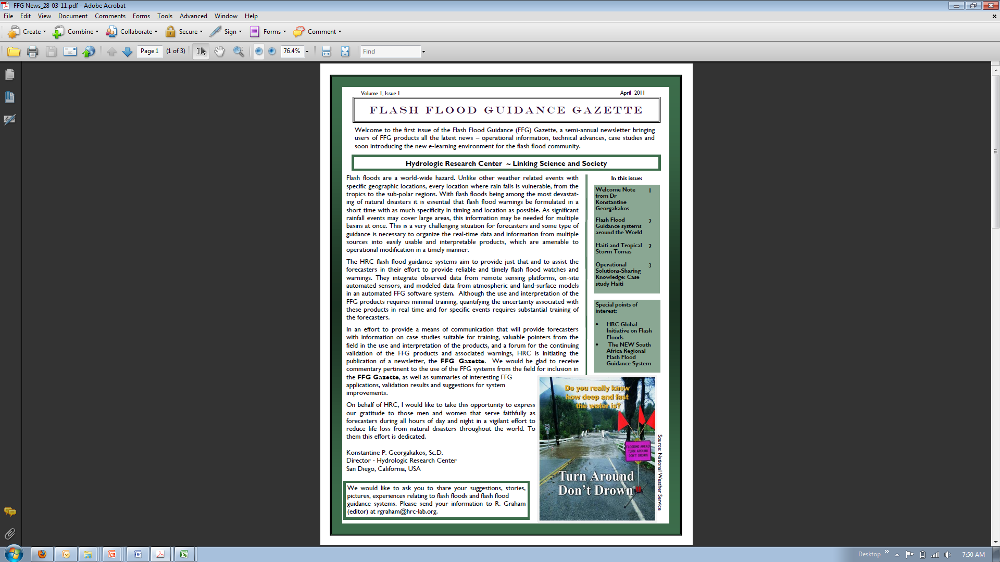 FFG News_28-03-11.pdf - Adobe Acrobat
File Edit View Document Comments Forms Tools Advanced Window Help
Create Combine Collaborate Secure Sign Forms Comment
Page 1 (1 of 3) 76.4% Find
Volume 1, Issue 1 April 2011
FLASH FLOOD GUIDANCE GAZETTE
Welcome to the first issue of the Flash Flood Guidance (FFG) Gazette, a semi-annual newsletter bringing
users of FFG products all the latest news – operational information, technical advances, case studies and
soon introducing the new e-learning environment for the flash flood community.
Hydrologic Research Center ~ Linking Science and Society
Flash floods are a world-wide hazard. Unlike other weather related events with
specific geographic locations, every location where rain falls is vulnerable, from the
tropics to the sub-polar regions. With flash floods being among the most devastat-
ing of natural disasters it is essential that flash flood warnings be formulated in a
short time with as much specificity in timing and location as possible. As significant
rainfall events may cover large areas, this information may be needed for multiple
basins at once. This is a very challenging situation for forecasters and some type of
guidance is necessary to organize the real-time data and information from multiple
sources into easily usable and interpretable products, which are amenable to
operational modification in a timely manner.
The HRC flash flood guidance systems aim to provide just that and to assist the
forecasters in their effort to provide reliable and timely flash flood watches and
warnings. They integrate observed data from remote sensing platforms, on-site
automated sensors, and modeled data from atmospheric and land-surface models
in an automated FFG software system. Although the use and interpretation of the
FFG products requires minimal training, quantifying the uncertainty associated with
these products in real time and for specific events requires substantial training of
the forecasters.
In an effort to provide a means of communication that will provide forecasters
with information on case studies suitable for training, valuable pointers from the
field in the use and interpretation of the products, and a forum for the continuing
validation of the FFG products and associated warnings, HRC is initiating the
publication of a newsletter, the FFG Gazette. We would be glad to receive
commentary pertinent to the use of the FFG systems from the field for inclusion in
the FFG Gazette, as well as summaries of interesting FFG
applications, validation results and suggestions for system
improvements.
On behalf of HRC, I would like to take this opportunity to express
our gratitude to those men and women that serve faithfully as
forecasters during all hours of day and night in a vigilant effort to
reduce life loss from natural disasters throughout the world. To
them this effort is dedicated.
Konstantine P. Georgakakos, Sc.D.
Director - Hydrologic Research Center
San Diego, California, USA
We would like to ask you to share your suggestions, stories,
pictures, experiences relating to flash floods and flash flood
guidance systems. Please send your information to R. Graham
(editor) at rgraham@hrc-lab.org.
In this issue:
Welcome Note 1
from Dr
Konstantine
Georgakakos
Flash Flood 2
Guidance systems
around the World
Haiti and Tropical 2
Storm Tomas
Operational 3
Solutions-Sharing
Knowledge: Case
study Haiti
Special points of
interest:
• HRC Global
Initiative on Flash
Floods
• The NEW South
Africa Regional
Flash Flood
Guidance System
Do you really know
how deep and fast
the water is?
FLOODING AHEAD
TURN AROUND
DON'T DROWN
Turn Around
Don't Drown
Source: National Weather Service
Desktop 7:50 AM